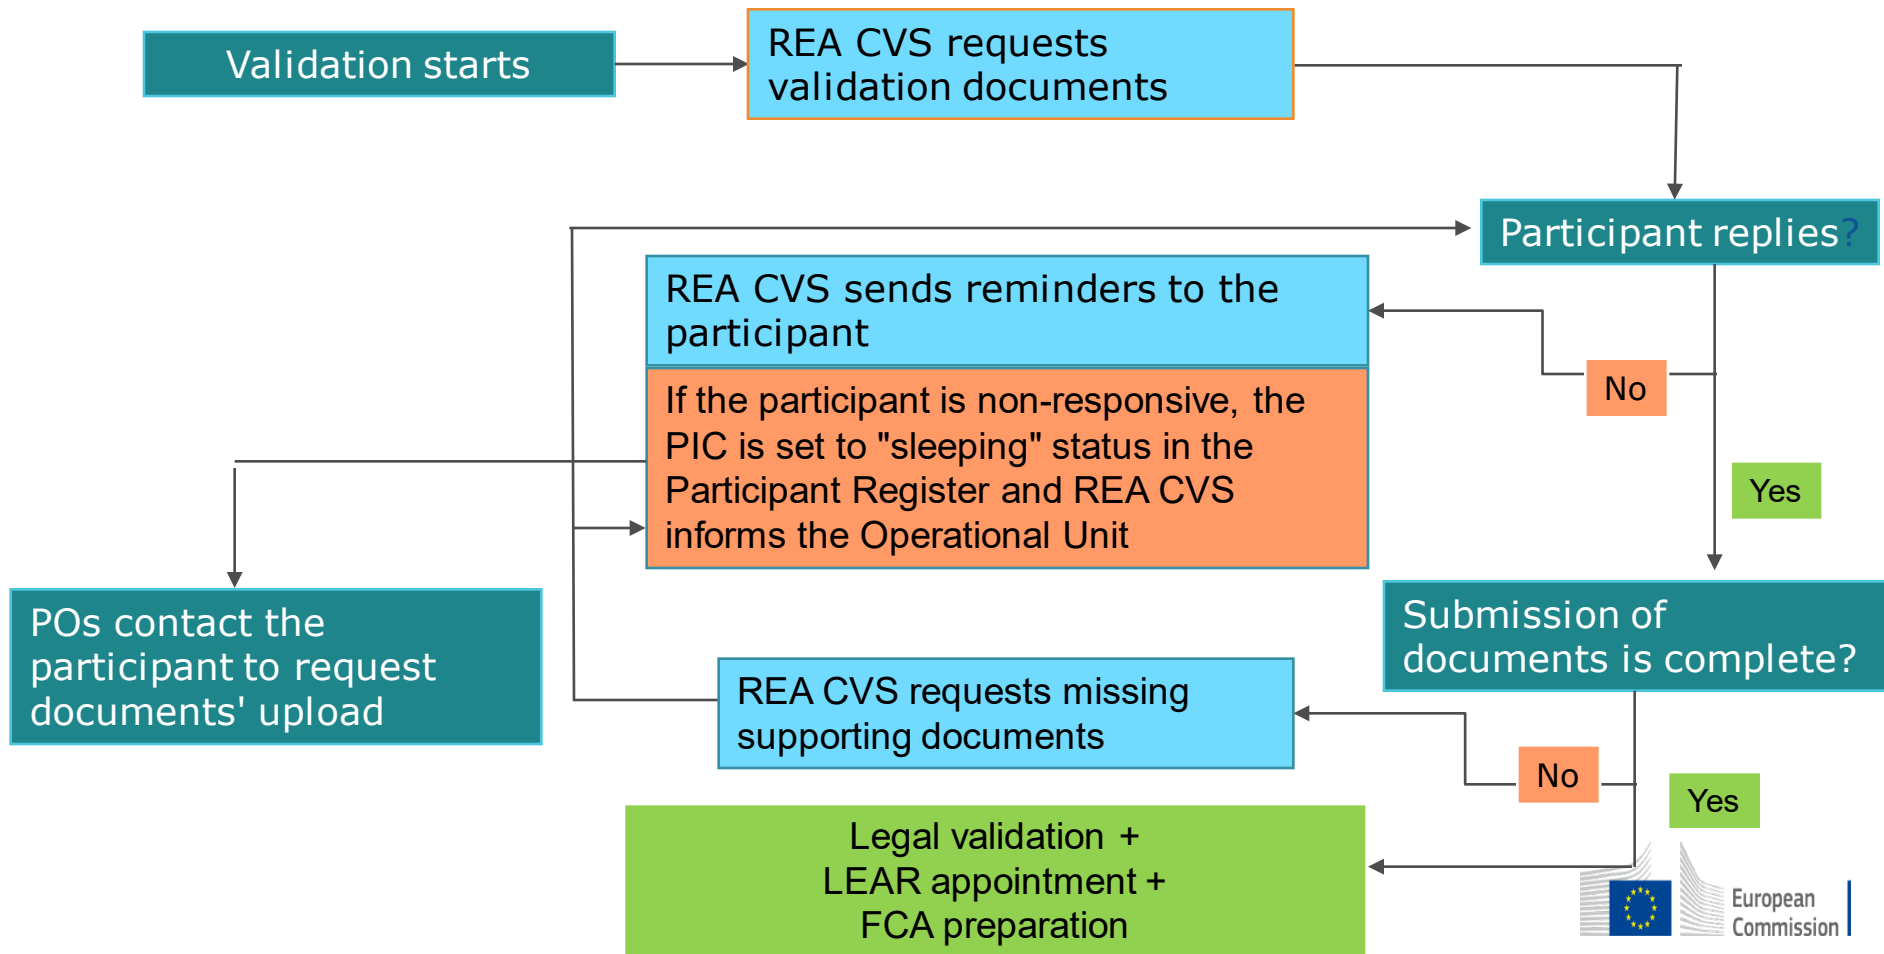 Validation starts
REA CVS requests
validation documents
Participant replies?
REA CVS sends reminders to the
participant
No
If the participant is non-responsive, the
PIC is set to "sleeping" status in the
Participant Register and REA CVS
informs the Operational Unit
Yes
POs contact the
participant to request
documents' upload
Submission of
documents is complete?
REA CVS requests missing
supporting documents
No
Yes
Legal validation +
LEAR appointment +
FCA preparation
European
Commission